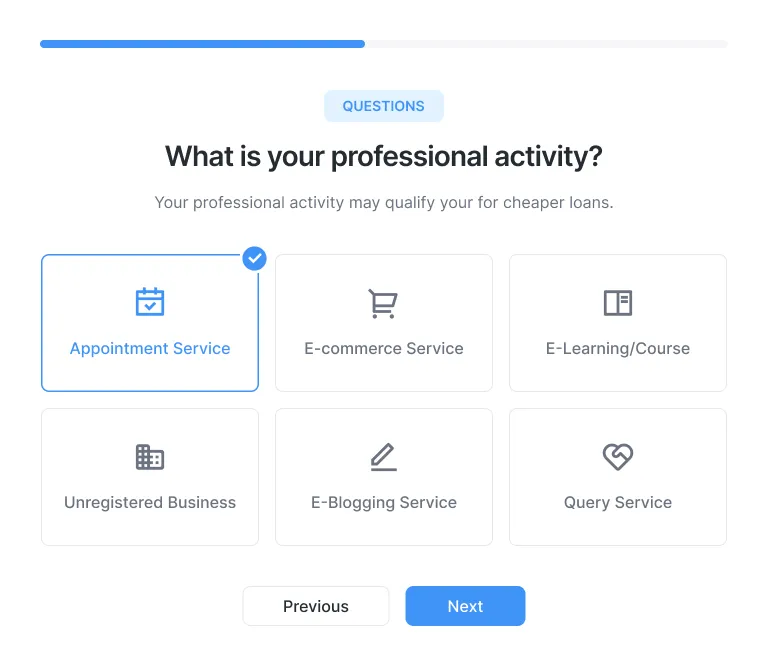 QUESTIONS
What is your professional activity?
Your professional activity may qualify your for cheaper loans.
Appointment Service
E-commerce Service
E-Learning/Course
Unregistered Business
E-Blogging Service
Query Service
Previous
Next